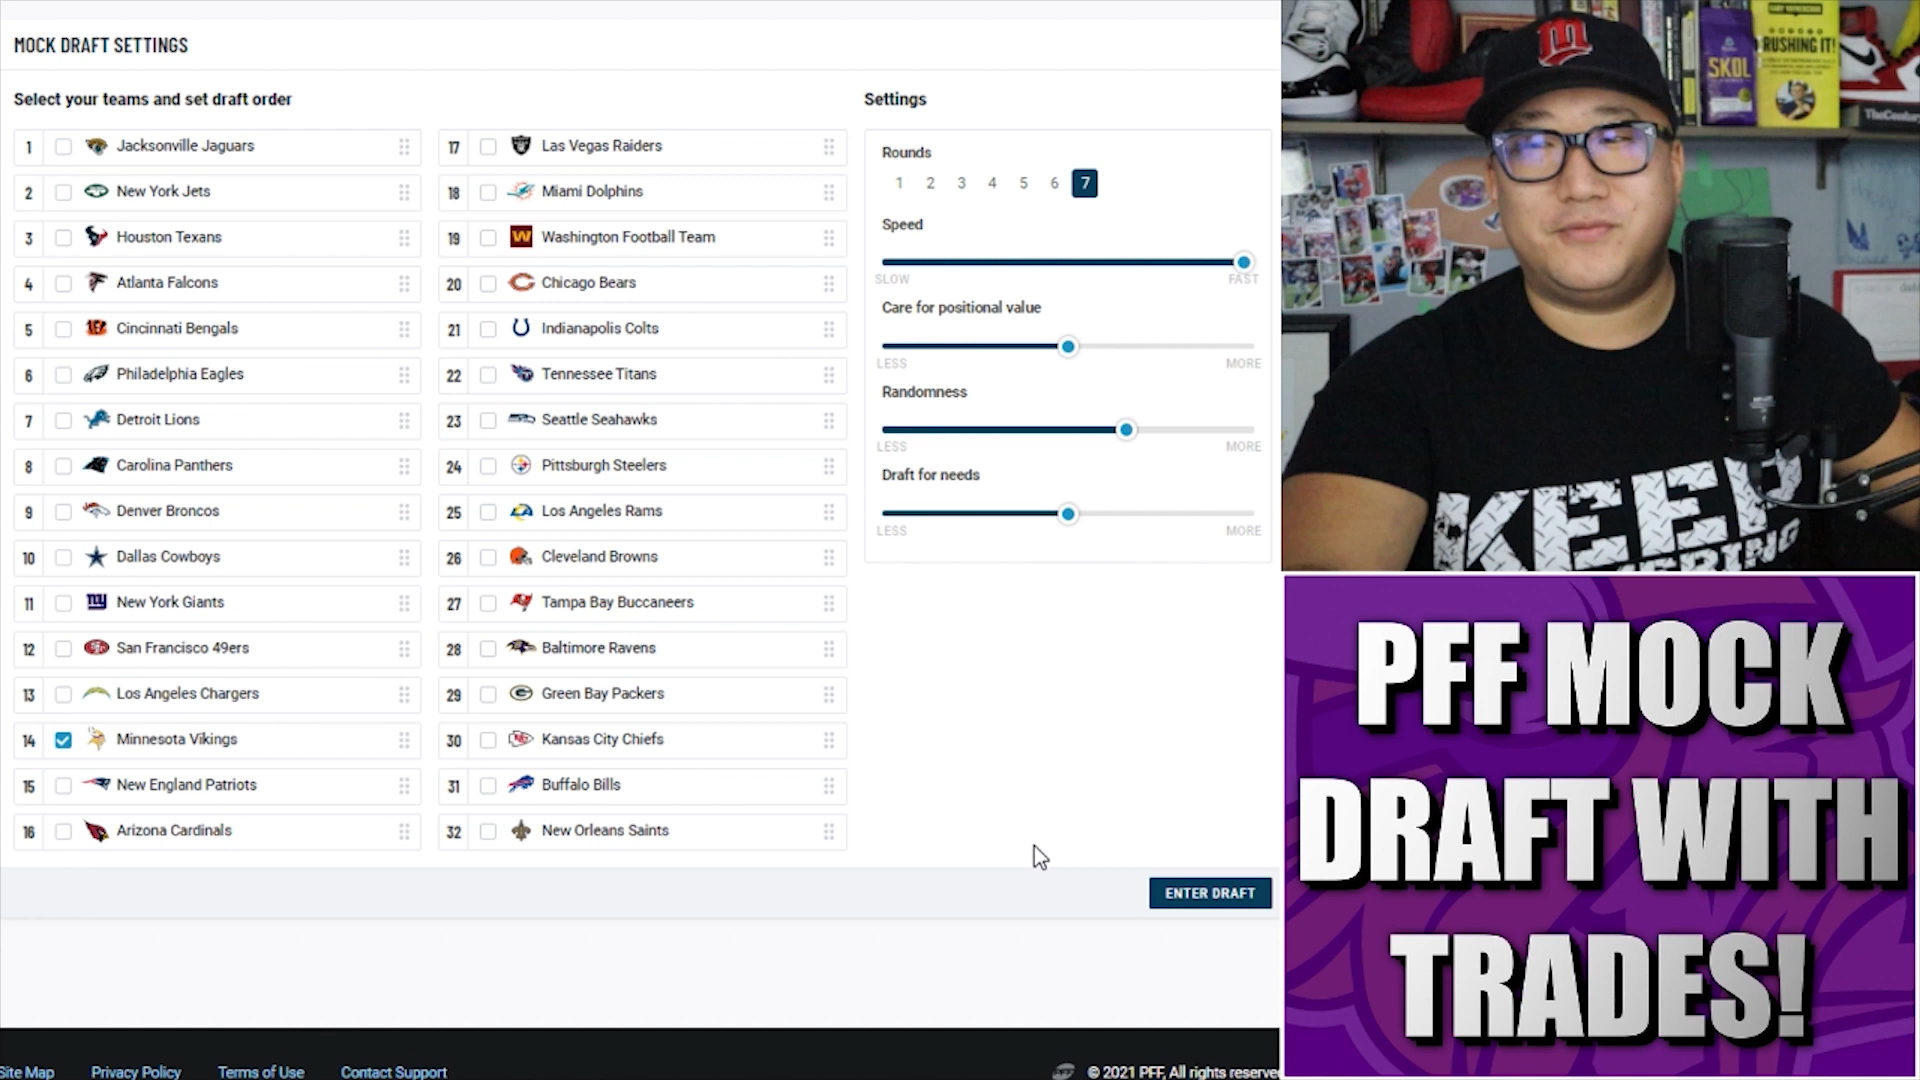 MOCK DRAFT SETTINGS
Select your teams and set draft order
1 Jacksonville Jaguars
2 New York Jets
3 Houston Texans
4 Atlanta Falcons
5 Cincinnati Bengals
6 Philadelphia Eagles
7 Detroit Lions
8 Carolina Panthers
9 Denver Broncos
10 Dallas Cowboys
11 New York Giants
12 San Francisco 49ers
13 Los Angeles Chargers
14 Minnesota Vikings
15 New England Patriots
16 Arizona Cardinals
17 Las Vegas Raiders
18 Miami Dolphins
19 Washington Football Team
20 Chicago Bears
21 Indianapolis Colts
22 Tennessee Titans
23 Seattle Seahawks
24 Pittsburgh Steelers
25 Los Angeles Rams
26 Cleveland Browns
27 Tampa Bay Buccaneers
28 Baltimore Ravens
29 Green Bay Packers
30 Kansas City Chiefs
31 Buffalo Bills
32 New Orleans Saints
Settings
Rounds
1 2 3 4 5 6 7
Speed
SLOW FAST
Care for positional value
LESS MORE
Randomness
LESS MORE
Draft for needs
LESS MORE
ENTER DRAFT
Site Map Privacy Policy Terms of Use Contact Support
© 2021 PFF, All rights reserve
SKOL
RUSHING IT!
TheCentury
M
KEEP
PFF MOCK
DRAFT WITH
TRADES!